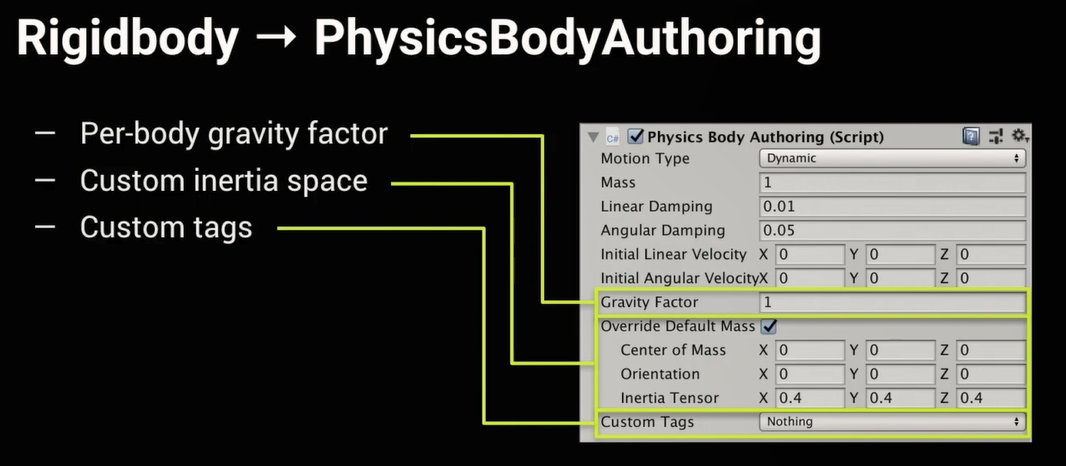 Rigidbody → PhysicsBodyAuthoring
— Per-body gravity factor
— Custom inertia space
— Custom tags
C# Physics Body Authoring (Script)
Motion Type Dynamic
Mass 1
Linear Damping 0.01
Angular Damping 0.05
Initial Linear Velocity X 0 Y 0 Z 0
Initial Angular VelocityX 0 Y 0 Z 0
Gravity Factor 1
Override Default Mass
Center of Mass X 0 Y 0 Z 0
Orientation X 0 Y 0 Z 0
Inertia Tensor X 0.4 Y 0.4 Z 0.4
Custom Tags Nothing